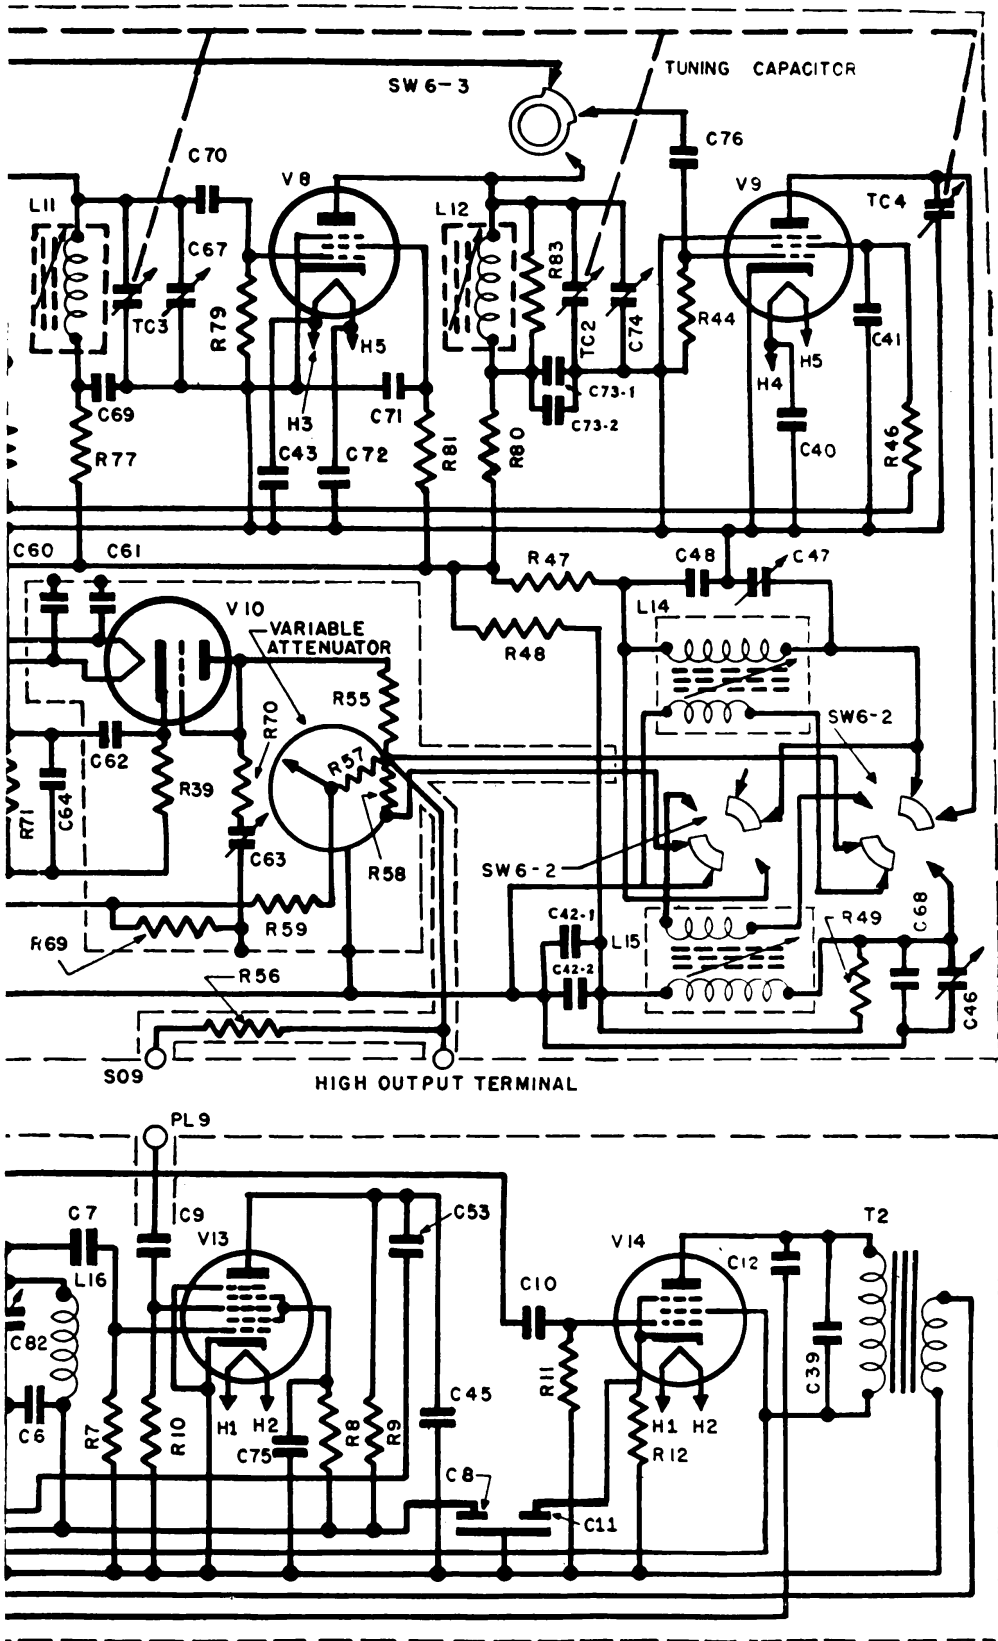 TUNING CAPACITOR
SW6-3
C76
C70
V8
V9
L11
L12
TC4
C67
R83
R79
TC3
TC2
C74
R44
C41
H5
H5
H4
C69
H3
C71
C73-1
C73-2
R77
C43
C72
R81
R80
C40
R46
C60
C61
R47
C48
C47
L14
V10
VARIABLE
ATTENUATOR
R48
R55
R70
SW6-2
R57
C62
R39
R71
C64
C63
R58
SW6-2
R69
R59
C42-1
L15
R49
C68
C42-2
R56
C46
SO9
HIGH OUTPUT TERMINAL
PL9
C7
C9
C53
T2
V13
V14
C12
L16
C10
C82
C39
R11
C45
C6
R7
R10
H1
H2
C75
R8
R9
H1
H2
R12
C8
C11